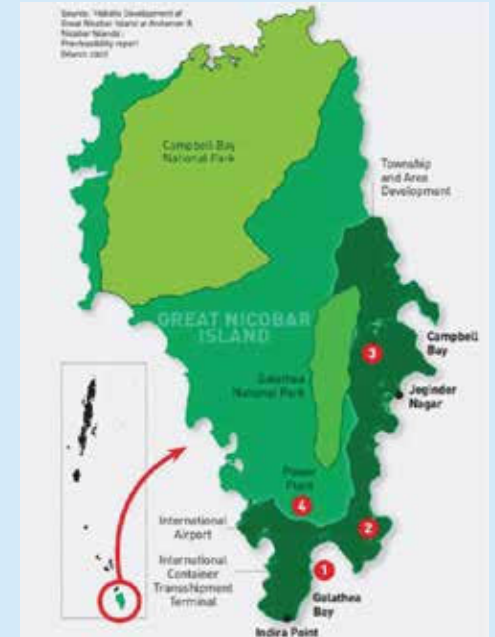 Source: Holistic Development of
Great Nicobar Island at Andaman &
Nicobar Islands
Pre-feasibility report
(March 2021)
Campbell Bay
National Park
Township
and Area
Development
GREAT NICOBAR
ISLAND
Campbell
Bay
3
Galathea
National Park
Joginder
Nagar
Power
Plant
4
2
International
Airport
1
International
Container
Transshipment
Terminal
Galathea
Bay
Indira Point